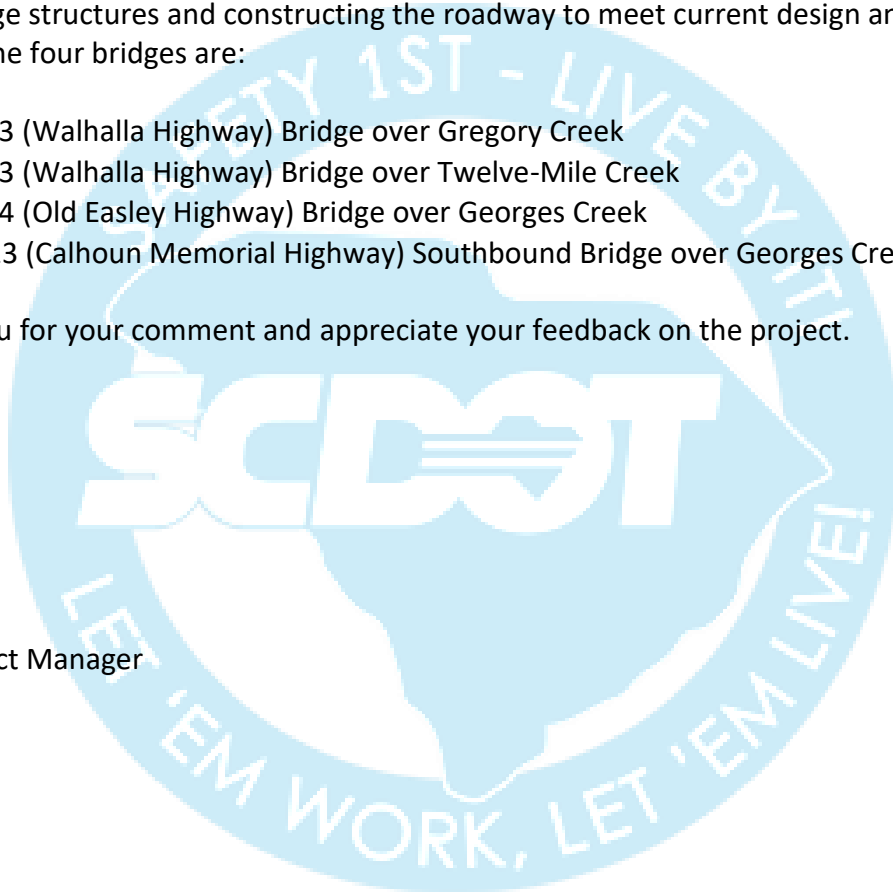 ge structures and constructing the roadway to meet current design an
ne four bridges are:
3 (Walhalla Highway) Bridge over Gregory Creek
3 (Walhalla Highway) Bridge over Twelve-Mile Creek
4 (Old Easley Highway) Bridge over Georges Creek
23 (Calhoun Memorial Highway) Southbound Bridge over Georges Cre
u for your comment and appreciate your feedback on the project.
ct Manager
SAFETY 1ST - LIVE BY IT!
SCDOT
LET 'EM WORK, LET 'EM LIVE!